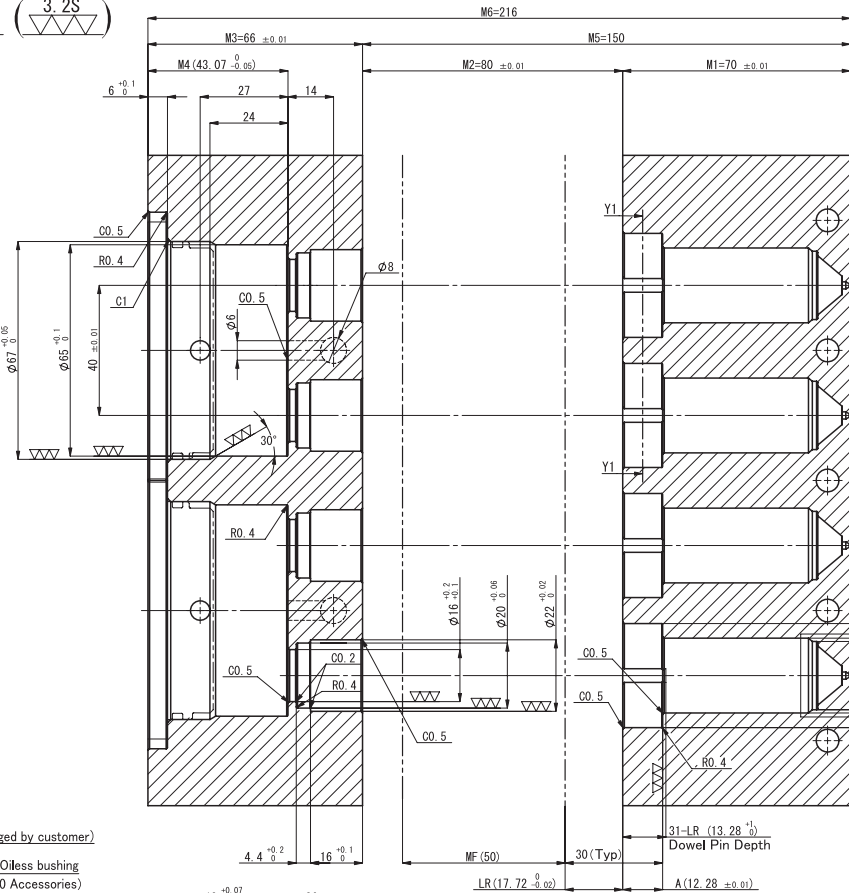 3. 2S
M6=216
M3=66 ±0.01
M5=150
M4 (43.07 0 -0.05)
M2=80 ±0.01
M1=70 ±0.01
6 +0.1 0
27
14
24
Y1
C0. 5
R0. 4
C1
φ8
C0. 5
φ6
φ67 +0.05 0
φ65 +0.1 0
40 ±0.01
30°
Y1
R0. 4
φ16 +0.2 +0.1
φ20 +0.06 0
φ22 +0.02 0
C0. 2
C0. 5
R0. 4
C0. 5
C0. 5
C0. 5
R0. 4
ged by customer)
31-LR (13.28 +1 0)
Dowel Pin Depth
Oiless bushing
4.4 +0.2 0
16 +0.1 0
MF(50)
30(Typ)
0 Accessories)
LR(17.72 0 -0.02)
A(12.28 ±0.01)
+0.07